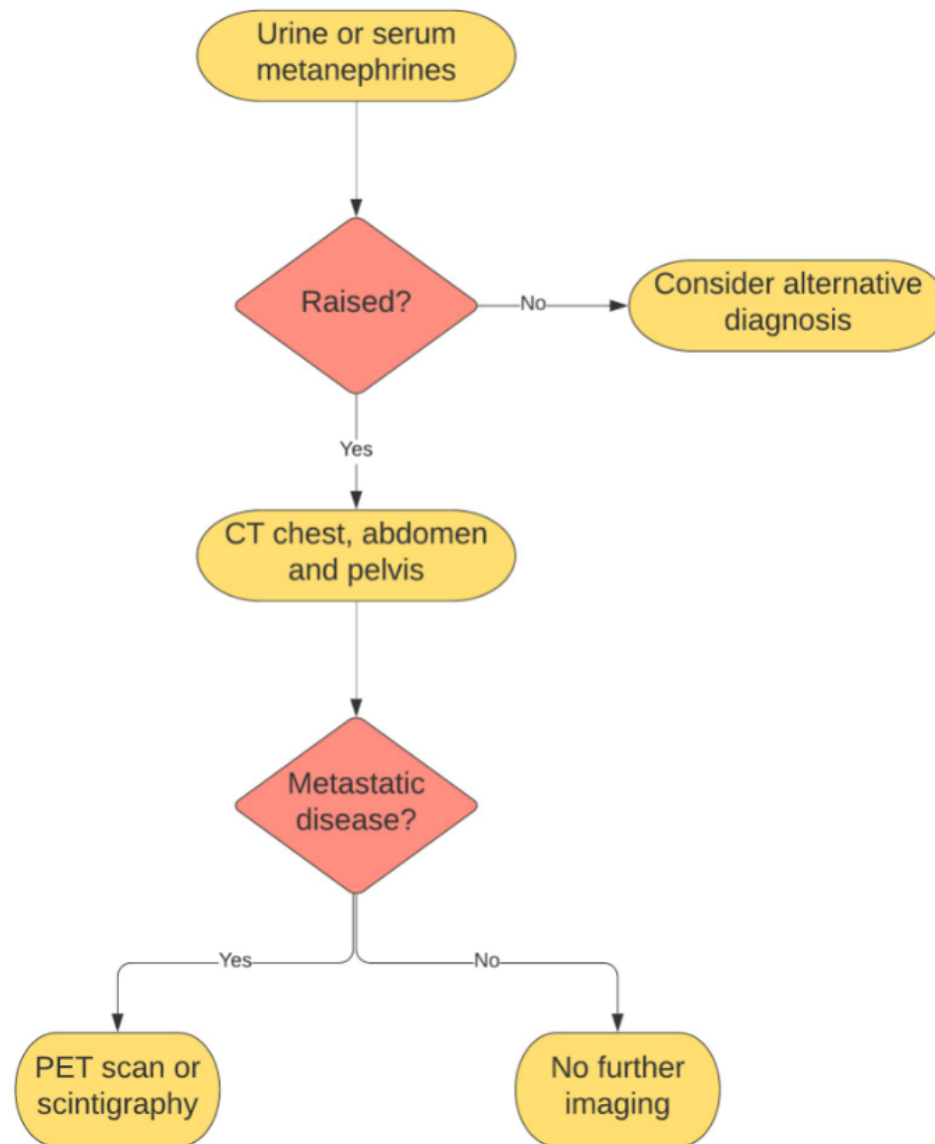 Urine or serum
metanephrines
Raised?
No
Consider alternative
diagnosis
Yes
CT chest, abdomen
and pelvis
Metastatic
disease?
Yes
No
PET scan or
scintigraphy
No further
imaging